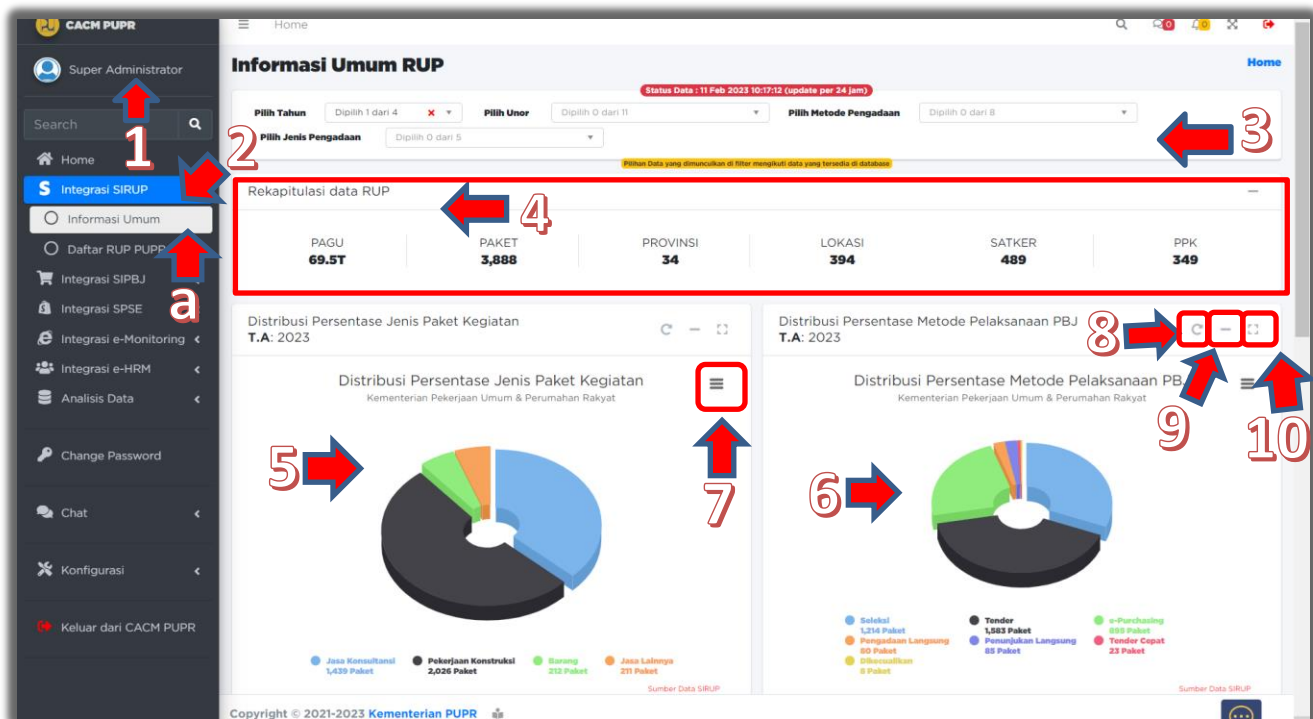 CACM PUPR
Home
Super Administrator
1
Search
Home
2
Integrasi SIRUP
Informasi Umum
Daftar RUP PUPR
a
Integrasi SIPBJ
Integrasi SPSE
Integrasi e-Monitoring
Integrasi e-HRM
Analisis Data
Change Password
Chat
Konfigurasi
Keluar dari CACM PUPR
Informasi Umum RUP
Home
Status Data : 11 Feb 2023 10:17:12 (update per 24 jam)
Pilih Tahun Dipilih 1 dari 4 Pilih Unor Dipilih 0 dari 11 Pilih Metode Pengadaan Dipilih 0 dari 8
Pilih Jenis Pengadaan Dipilih 0 dari 5
3
Pilihan Data yang dimunculkan di filter mengikuti data yang tersedia di database
Rekapitulasi data RUP
4
PAGU PAKET PROVINSI LOKASI SATKER PPK
69.5T 3,888 34 394 489 349
Distribusi Persentase Jenis Paket Kegiatan
T.A: 2023
Distribusi Persentase Jenis Paket Kegiatan
Kementerian Pekerjaan Umum & Perumahan Rakyat
5
7
Jasa Konsultansi Pekerjaan Konstruksi Barang Jasa Lainnya
1,439 Paket 2,026 Paket 212 Paket 211 Paket
Sumber Data SIRUP
Distribusi Persentase Metode Pelaksanaan PBJ
T.A: 2023
8
9
10
Distribusi Persentase Metode Pelaksanaan PBJ
Kementerian Pekerjaan Umum & Perumahan Rakyat
6
Seleksi Tender e-Purchasing
1,214 Paket 1,583 Paket Paket
Pengadaan Langsung Penunjukan Langsung Tender Cepat
Paket 85 Paket 23 Paket
Dikecualikan
Paket
Sumber Data SIRUP
Copyright © 2021-2023 Kementerian PUPR